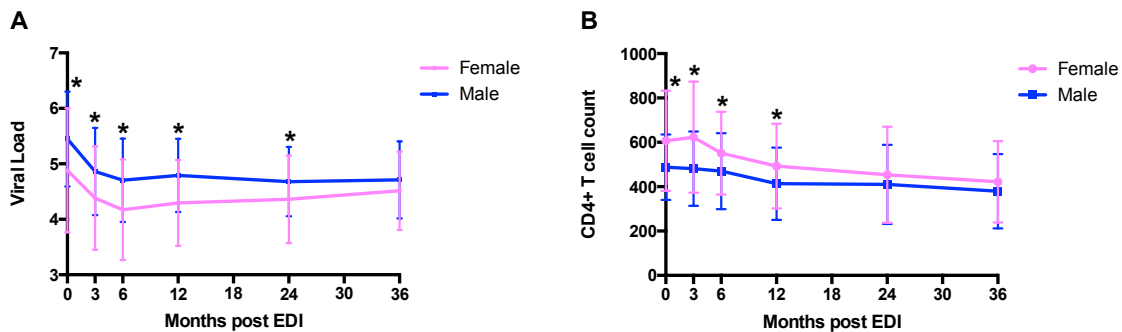 A
Viral Load
7
6
5
4
3
* * * * *
0 3 6 12 18 24 30 36
Months post EDI
Female
Male
B
CD4+ T cell count
1000
800
600
400
200
0
* * * *
0 3 6 12 18 24 30 36
Months post EDI
Female
Male